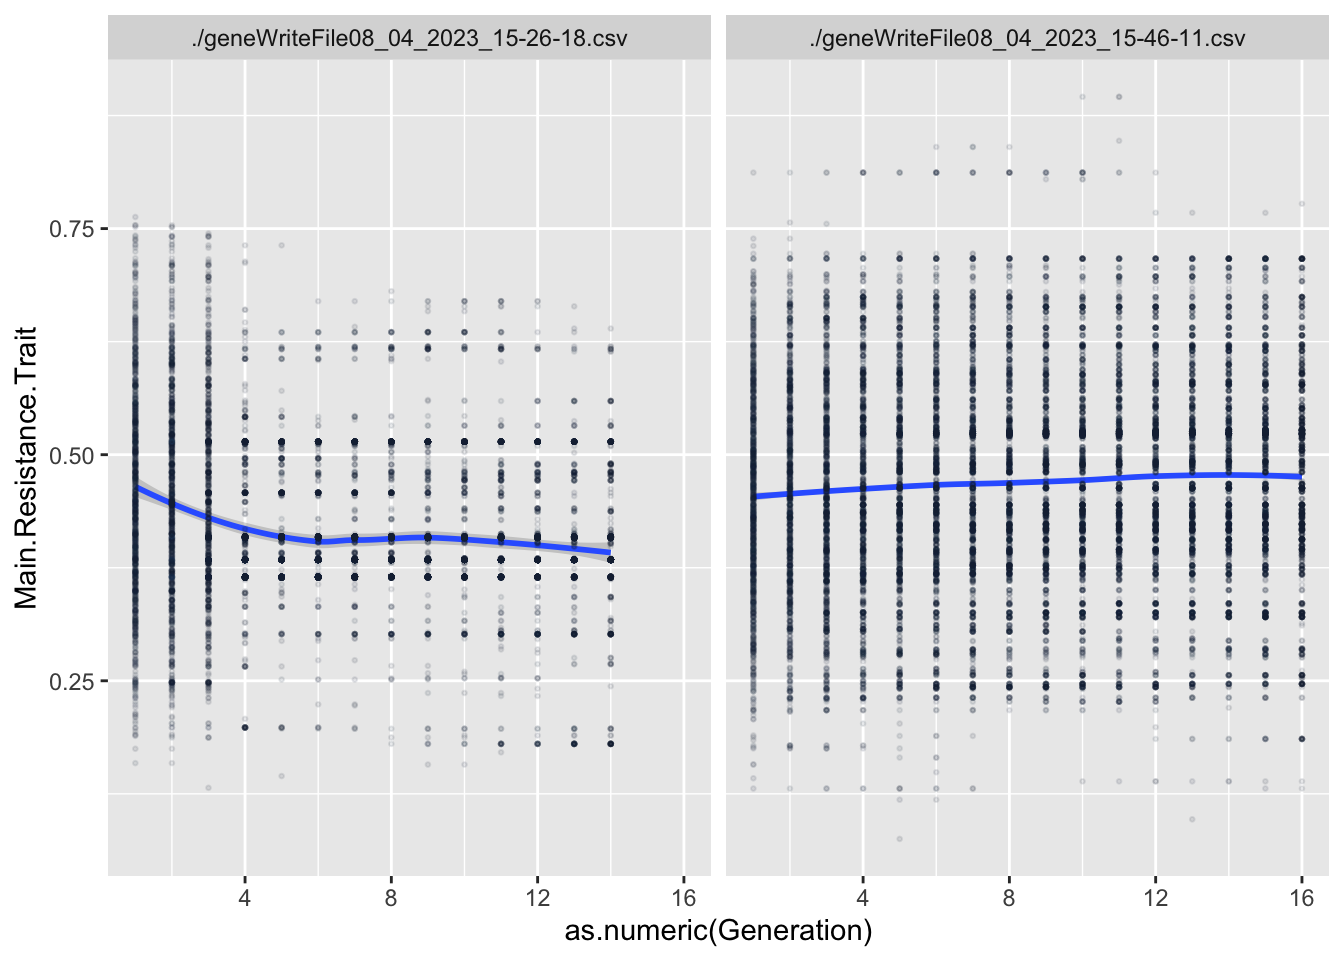 ./geneWriteFile08_04_2023_15-26-18.csv
./geneWriteFile08_04_2023_15-46-11.csv
Main.Resistance.Trait
0.75
0.50
0.25
4
8
12
16
4
8
12
16
as.numeric(Generation)